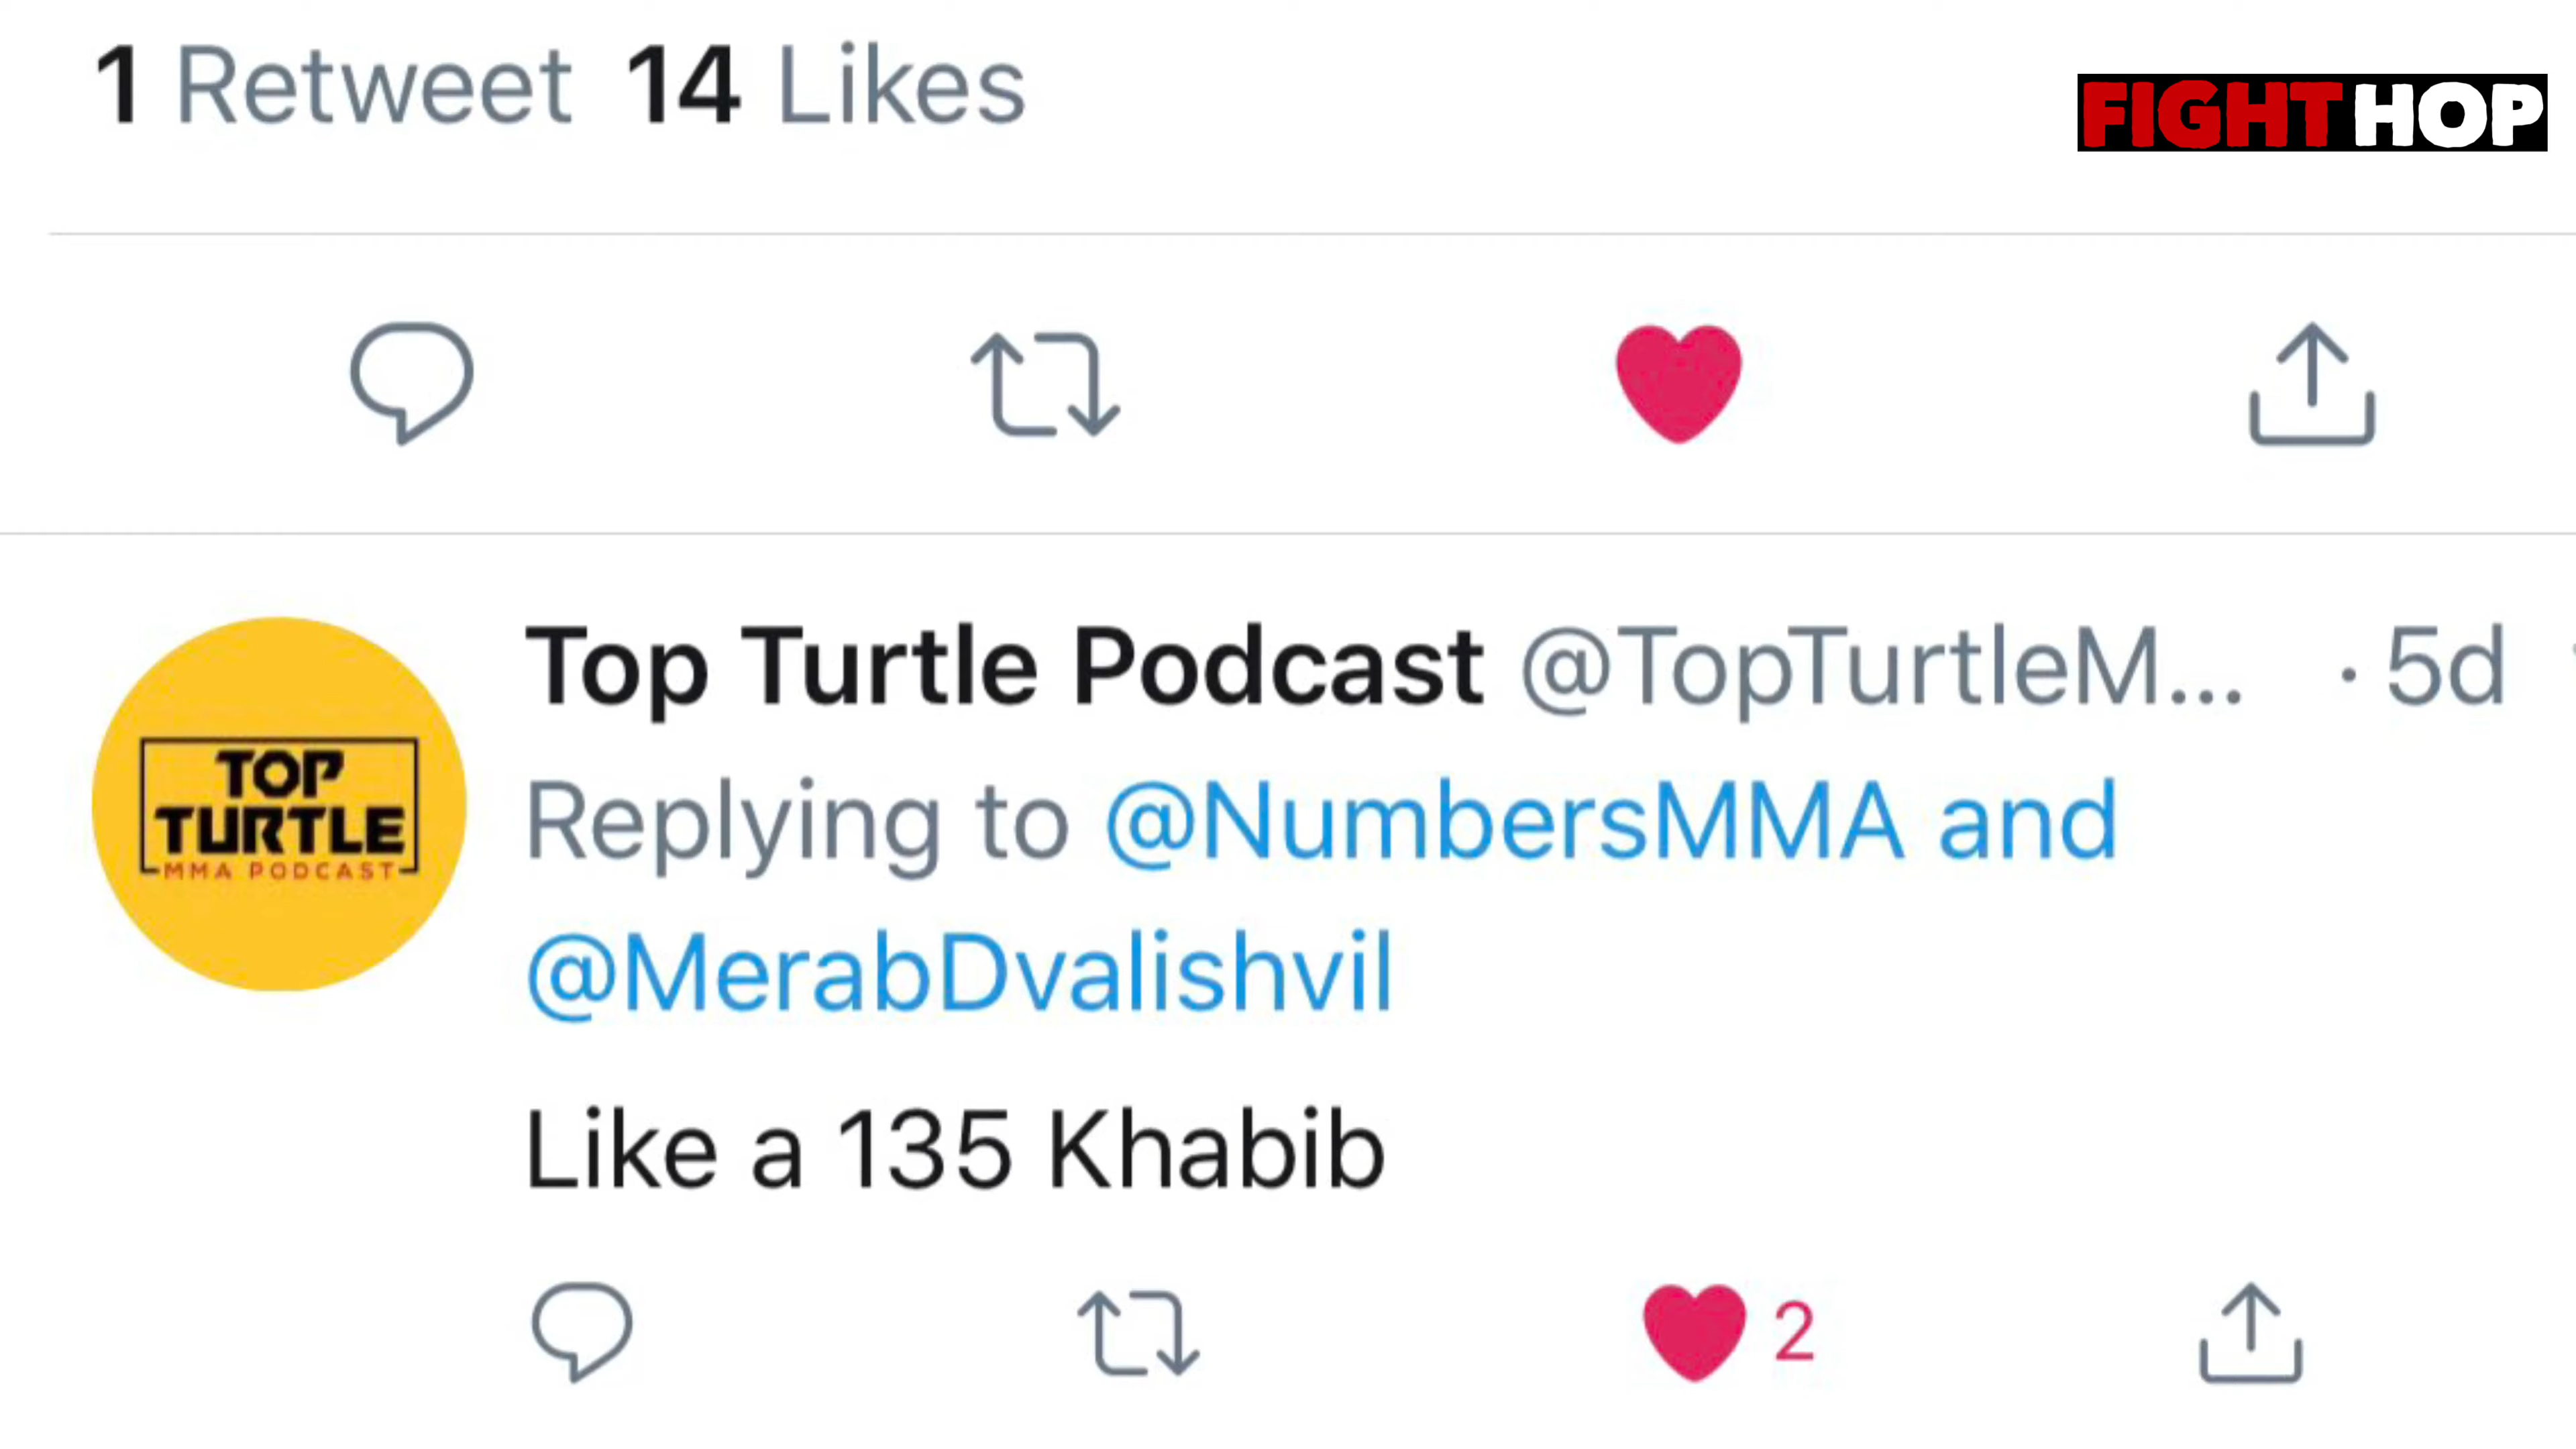 1 Retweet 14 Likes
FIGHTHOP
Top Turtle Podcast @TopTurtleM... · 5d
TOP
TURTLE
MMA PODCAST
Replying to @NumbersMMA and
@MerabDvalishvil
Like a 135 Khabib
2